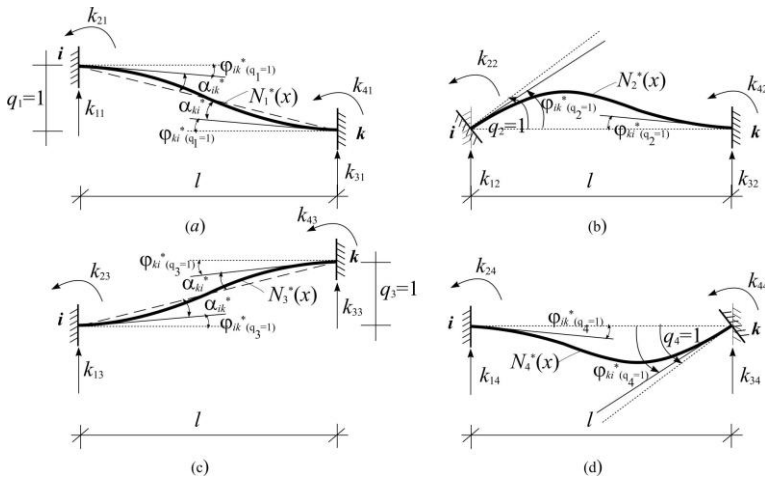 k₂₁
i
φᵢₖ*(q₁=1)
αᵢₖ*
q₁=1
αₖᵢ*
N₁*(x)
k₄₁
k₁₁
φₖᵢ*(q₁=1)
k
k₃₁
l
(a)
k₂₂
N₂*(x)
k₄₂
φᵢₖ*(q₂=1)
i
q₂=1
φₖᵢ*(q₂=1)
k
k₁₂
k₃₂
l
(b)
k₄₃
k₂₃
φₖᵢ*(q₃=1)
k
αₖᵢ*
N₃*(x)
q₃=1
αᵢₖ*
k₃₃
i
φᵢₖ*(q₃=1)
k₁₃
l
(c)
k₂₄
k₄₄
i
φᵢₖ*(q₄=1)
q₄=1
k
N₄*(x)
φₖᵢ*(q₄=1)
k₁₄
k₃₄
l
(d)